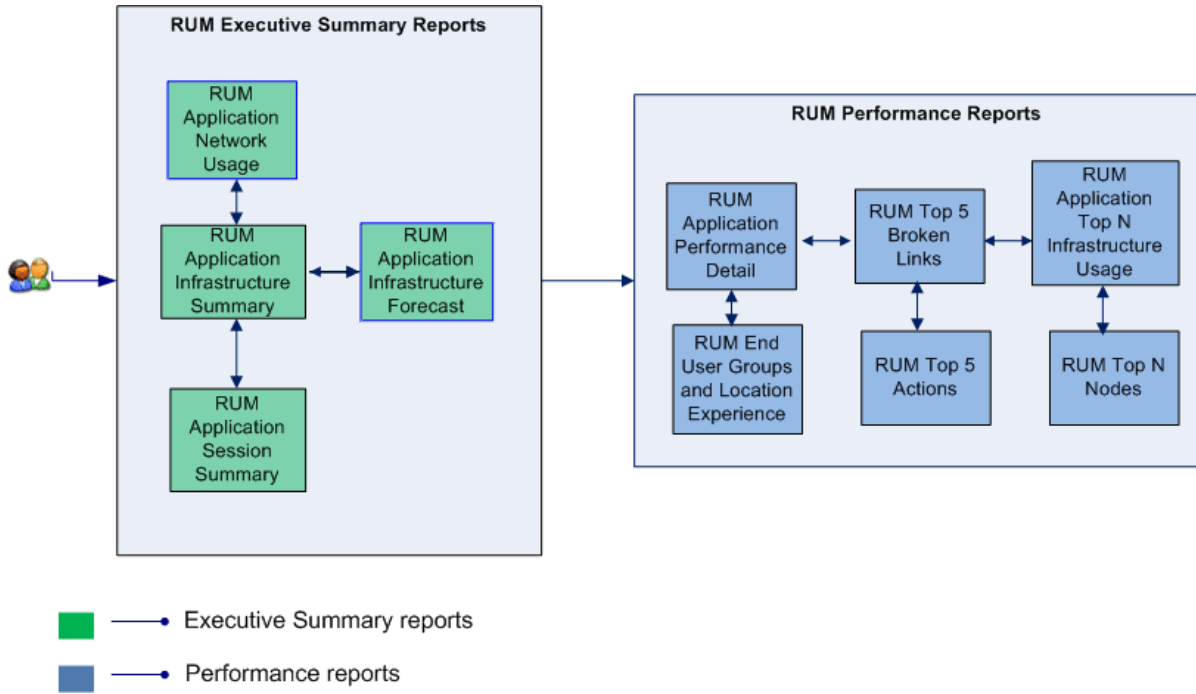 RUM Executive Summary Reports
RUM
Application
Network
Usage
RUM
Application
Infrastructure
Summary
RUM
Application
Infrastructure
Forecast
RUM
Application
Session
Summary
RUM Performance Reports
RUM
Application
Performance
Detail
RUM Top 5
Broken
Links
RUM
Application
Top N
Infrastructure
Usage
RUM End
User Groups
and Location
Experience
RUM Top 5
Actions
RUM Top N
Nodes
Executive Summary reports
Performance reports